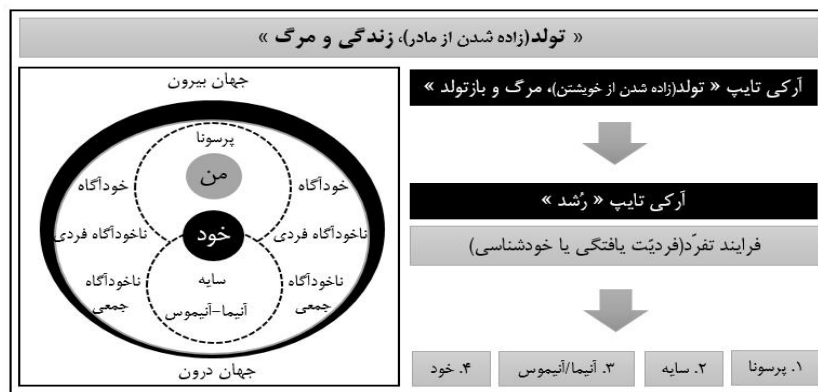 « تولد(زاده شدن از مادر)، زندگی و مرگ »
آرکی تایپ « تولد(زاده شدن از خویشتن)، مرگ و بازتولد »
آرکی تایپ « رُشد »
فرایند تفرّد(فردیّت یافتگی یا خودشناسی)
۱. پرسونا
۲. سایه
۳. آنیما/آنیموس
۴. خود
جهان بیرون
پرسونا
من
خودآگاه
خودآگاه
خود
ناخودآگاه فردی
ناخودآگاه فردی
سایه
آنیما-آنیموس
ناخودآگاه
جمعی
ناخودآگاه
جمعی
جهان درون